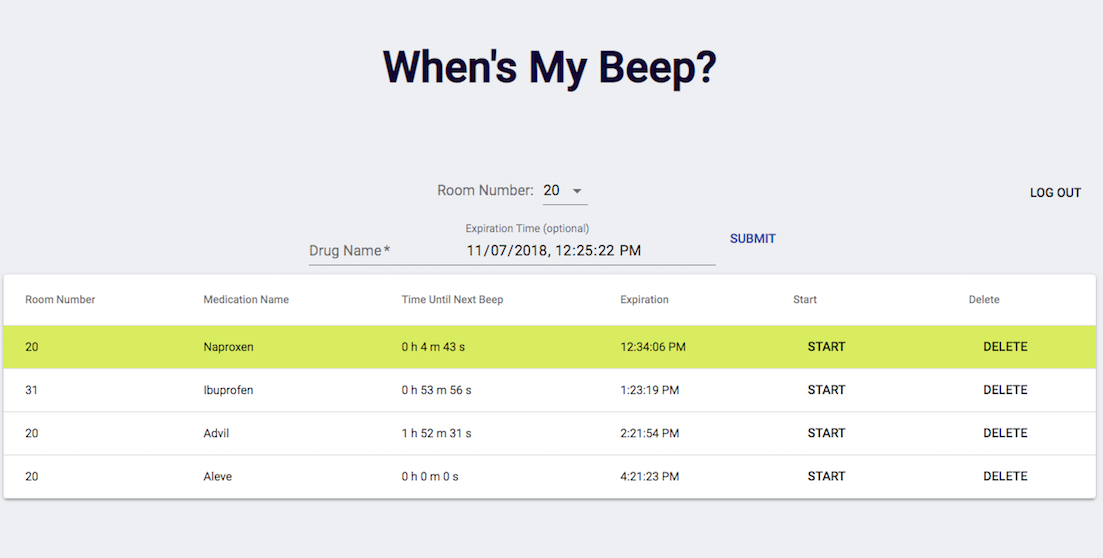 When's My Beep?
Room Number: 20
LOG OUT
Expiration Time (optional)
Drug Name* 11/07/2018, 12:25:22 PM SUBMIT
Room Number Medication Name Time Until Next Beep Expiration Start Delete
20 Naproxen 0 h 4 m 43 s 12:34:06 PM START DELETE
31 Ibuprofen 0 h 53 m 56 s 1:23:19 PM START DELETE
20 Advil 1 h 52 m 31 s 2:21:54 PM START DELETE
20 Aleve 0 h 0 m 0 s 4:21:23 PM START DELETE